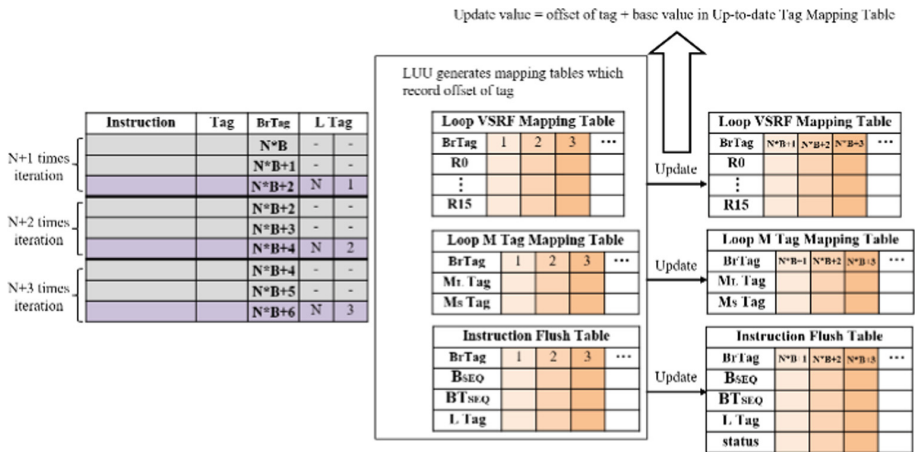 Update value = offset of tag + base value in Up-to-date Tag Mapping Table
LUU generates mapping tables which
record offset of tag
Instruction Tag BrTag L Tag
N+1 times
iteration
N*B - -
N*B+1 - -
N*B+2 N 1
N+2 times
iteration
N*B+2 - -
N*B+3 - -
N*B+4 N 2
N+3 times
iteration
N*B+4 - -
N*B+5 - -
N*B+6 N 3
Loop VSRF Mapping Table
BrTag 1 2 3 ···
R0
⋮
R15
Loop M Tag Mapping Table
BrTag 1 2 3 ···
ML Tag
MS Tag
Instruction Flush Table
BrTag 1 2 3 ···
BSEQ
BTSEQ
L Tag
Update
Update
Update
Loop VSRF Mapping Table
BrTag N*B+1 N*B+2 N*B+3 ···
R0
⋮
R15
Loop M Tag Mapping Table
BrTag N*B+1 N*B+2 N*B+3 ···
ML Tag
MS Tag
Instruction Flush Table
BrTag N*B+1 N*B+2 N*B+3 ···
BSEQ
BTSEQ
L Tag
status